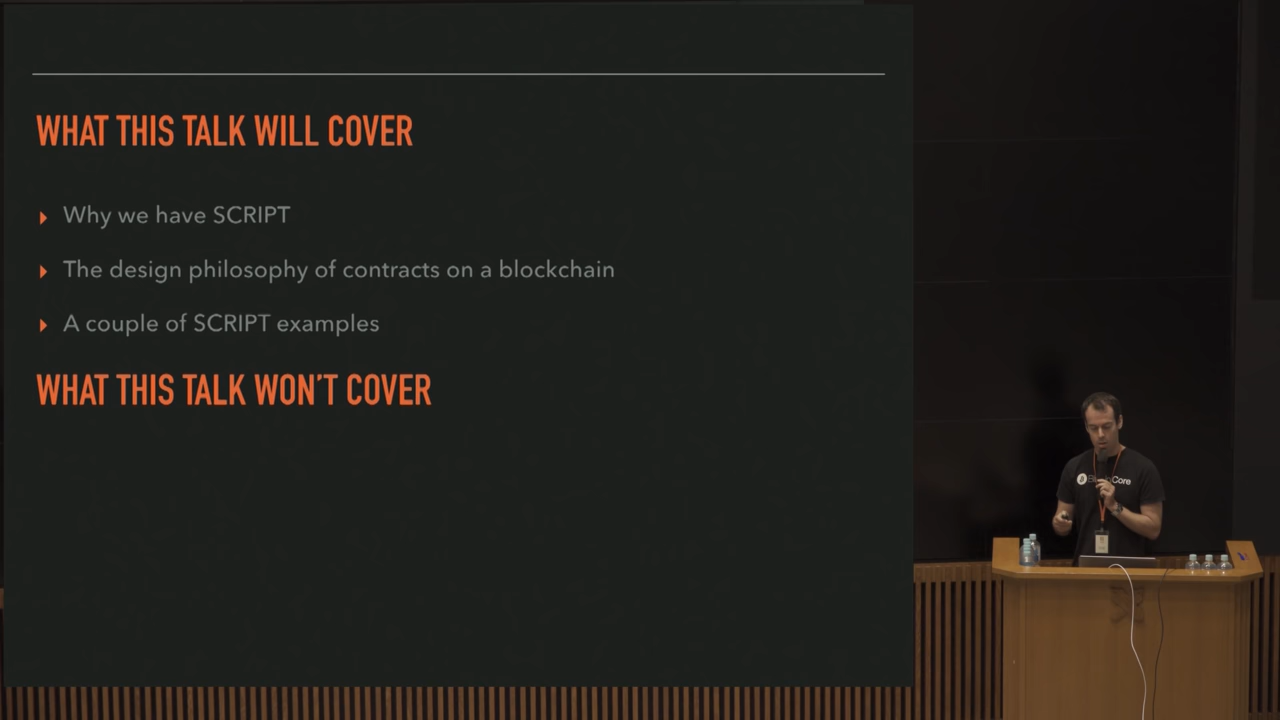 WHAT THIS TALK WILL COVER
Why we have SCRIPT
The design philosophy of contracts on a blockchain
A couple of SCRIPT examples
WHAT THIS TALK WON'T COVER
Core